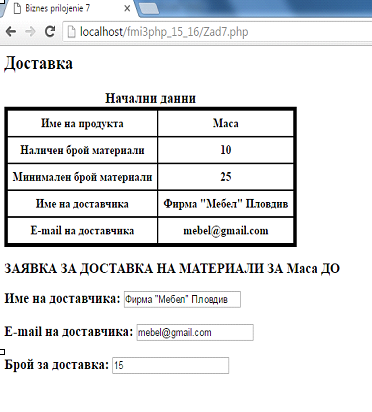 Biznes prilojenie 7
localhost/fmi3php_15_16/Zad7.php
Доставка
Начални данни
Име на продукта Маса
Наличен брой материали 10
Минимален брой материали 25
Име на доставчика Фирма "Мебел" Пловдив
E-mail на доставчика mebel@gmail.com
ЗАЯВКА ЗА ДОСТАВКА НА МАТЕРИАЛИ ЗА Маса ДО
Име на доставчика: Фирма "Мебел" Пловдив
E-mail на доставчика: mebel@gmail.com
Брой за доставка: 15